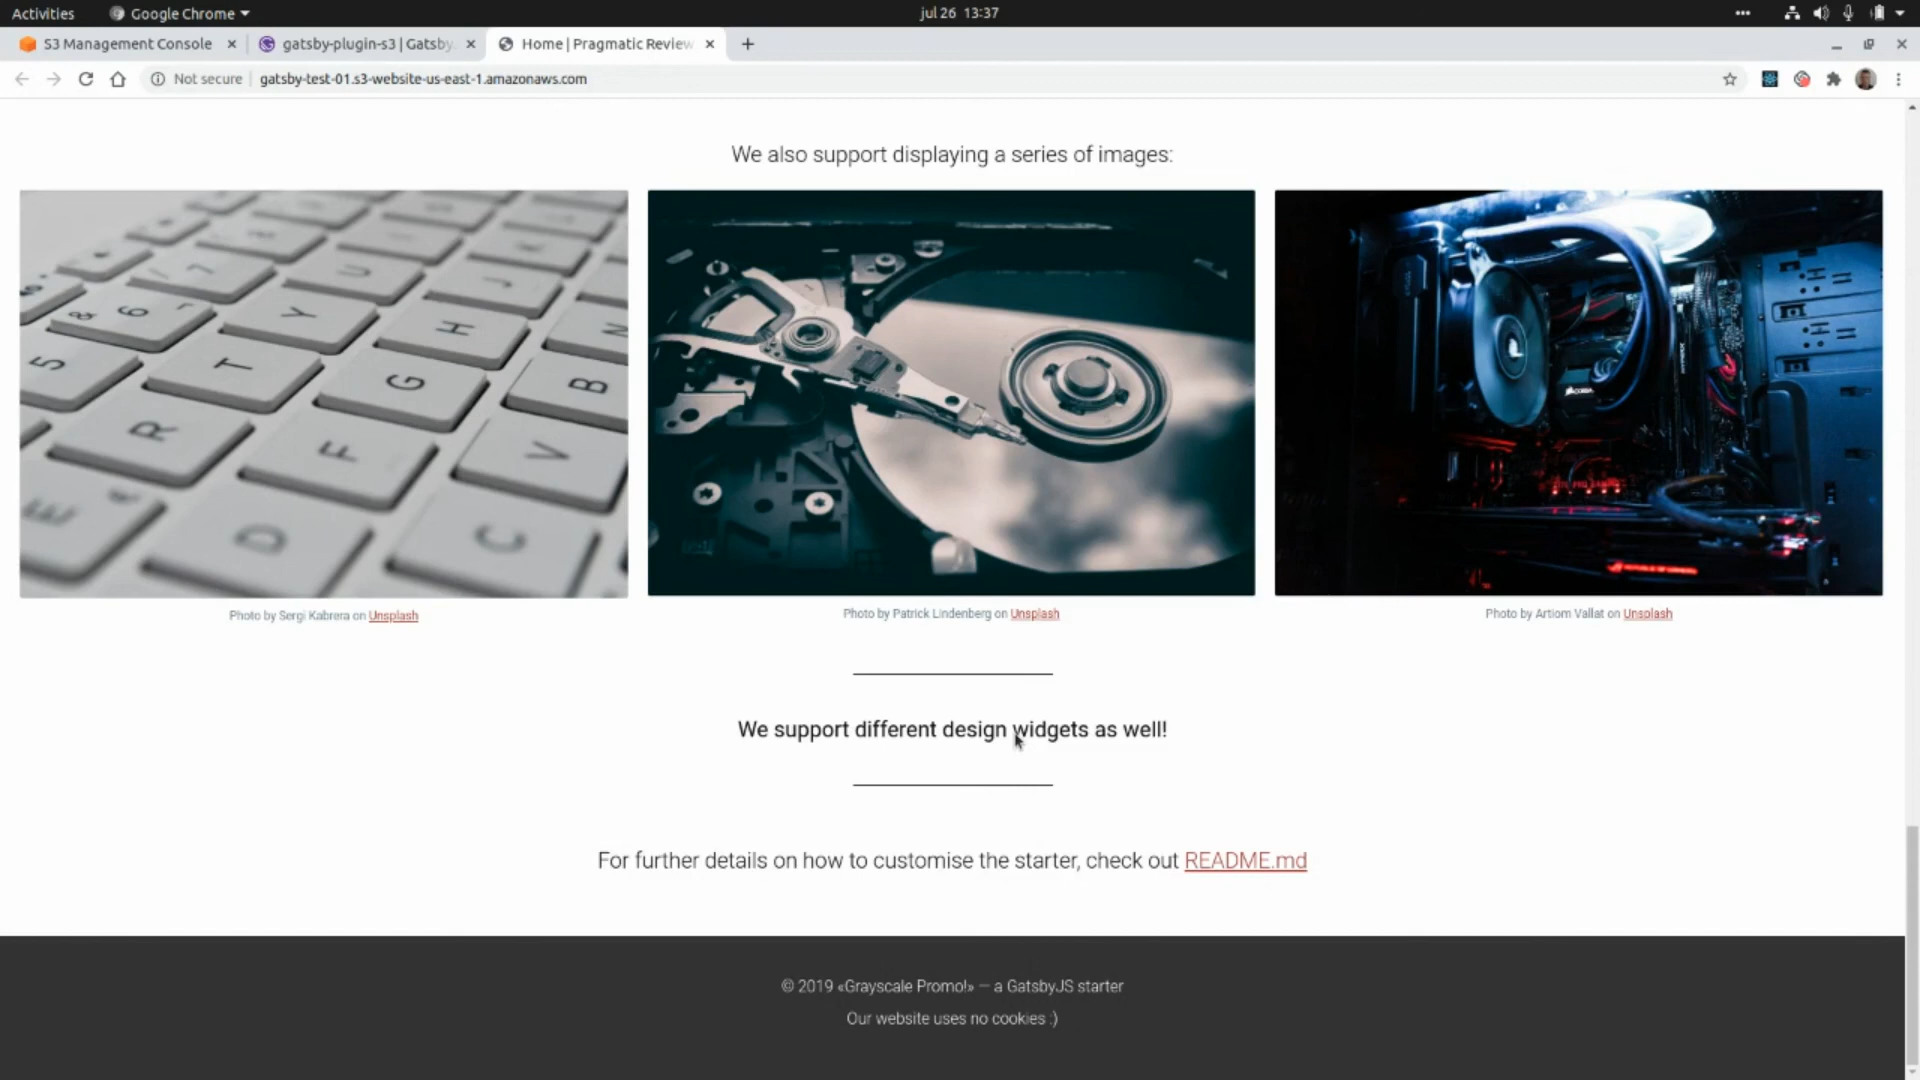 Activities
Google Chrome
jul 26 13:37
S3 Management Console
gatsby-plugin-s3 | Gatsby
Home | Pragmatic Review
Not secure
gatsby-test-01.s3-website-us-east-1.amazonaws.com
We also support displaying a series of images:
Y
U
J
6
7
&
5
T
H
N
R
G
B
E
€
F
V
D
C
Photo by Sergi Kabrera on Unsplash
Photo by Patrick Lindenberg on Unsplash
Photo by Artiom Vallat on Unsplash
We support different design widgets as well!
For further details on how to customise the starter, check out README.md
© 2019 «Grayscale Promo!» — a GatsbyJS starter
Our website uses no cookies :)